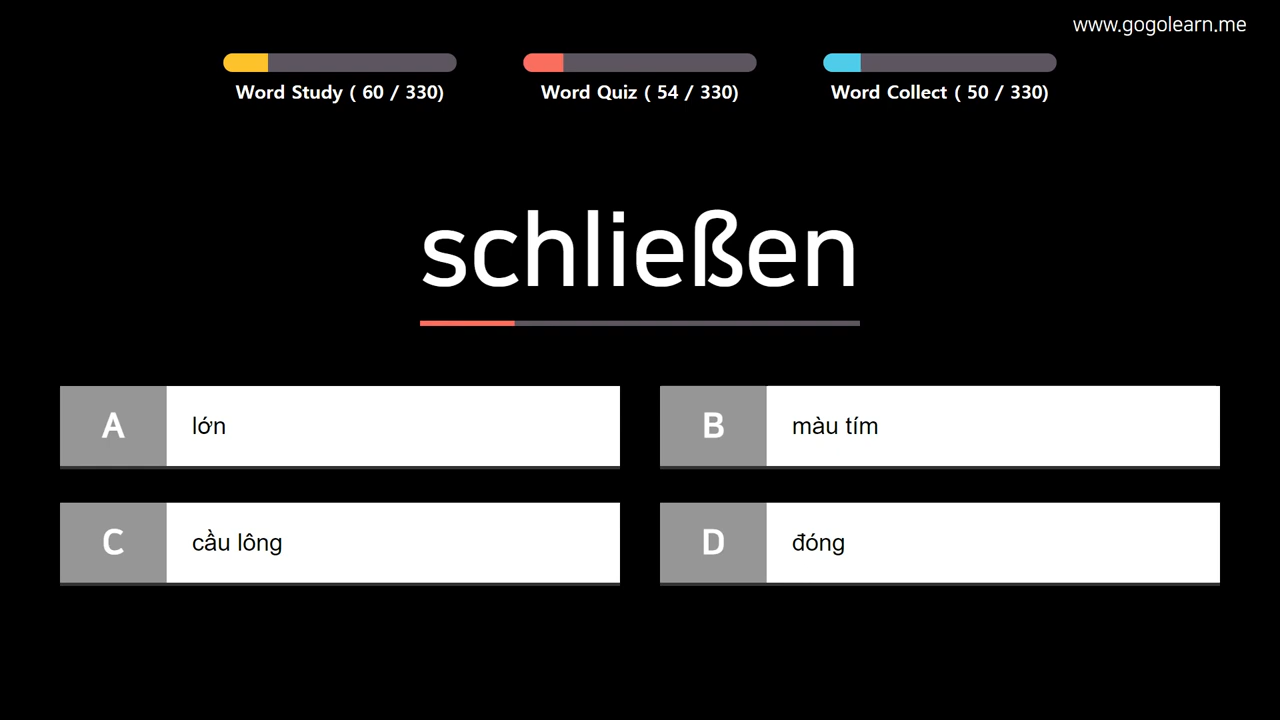 www.gogolearn.me
Word Study ( 60 / 330)
Word Quiz ( 54 / 330)
Word Collect ( 50 / 330)
schließen
A lớn
B màu tím
C cầu lông
D đóng